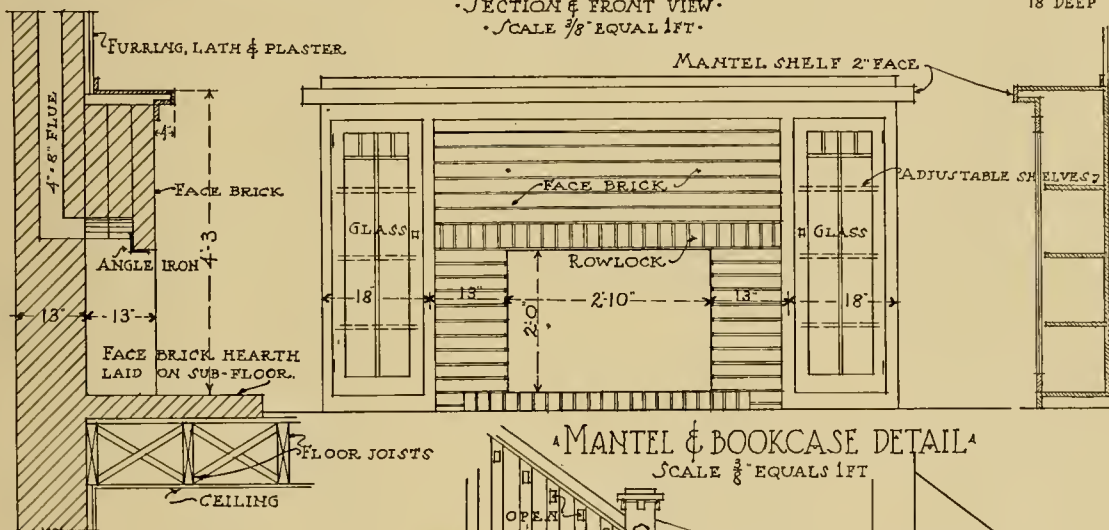 ·SECTION & FRONT VIEW·
·SCALE 3/8" EQUAL 1FT·
18" DEEP
FURRING, LATH & PLASTER
MANTEL SHELF 2" FACE
4"×8" FLUE
4"
FACE BRICK
FACE BRICK
ADJUSTABLE SHELVES
GLASS
GLASS
ROWLOCK
ANGLE IRON
4'-3"
18"
13"
2'-10"
13"
18"
2'-0"
13"
13"
FACE BRICK HEARTH
LAID ON SUB-FLOOR.
MANTEL & BOOKCASE DETAIL
SCALE 3/8" EQUALS 1FT
FLOOR JOISTS
CEILING
OPEN